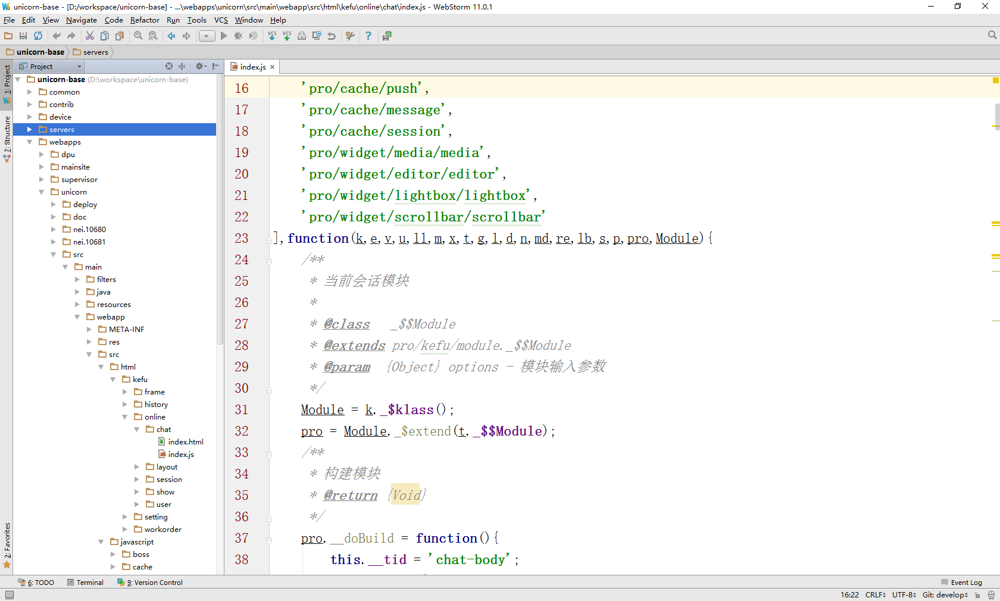 unicorn-base - [D:/workspace/unicorn-base] - ...\webapps\unicorn\src\main\webapp\src\html\kefu\online\chat\index.js - WebStorm 11.0.1
File Edit View Navigate Code Refactor Run Tools VCS Window Help
VCS VCS
unicorn-base servers
1: Project
7: Structure
2: Favorites
Project
unicorn-base (D:\workspace\unicorn-base)
common
contrib
device
servers
webapps
dpu
mainsite
supervisor
unicorn
deploy
doc
nei.10680
nei.10681
src
main
filters
java
resources
webapp
META-INF
res
src
html
kefu
frame
history
online
chat
index.html
index.js
layout
session
show
user
setting
workorder
javascript
boss
cache
index.js
16 'pro/cache/push',
17 'pro/cache/message',
18 'pro/cache/session',
19 'pro/widget/media/media',
20 'pro/widget/editor/editor',
21 'pro/widget/lightbox/lightbox',
22 'pro/widget/scrollbar/scrollbar'
23 ],function(k,e,v,u,ll,m,x,t,g,l,d,n,md,re,lb,s,p,pro,Module){
24 /**
25 * 当前会话模块
26 *
27 * @class _$$Module
28 * @extends pro/kefu/module._$$Module
29 * @param {Object} options - 模块输入参数
30 */
31 Module = k._$klass();
32 pro = Module._$extend(t._$$Module);
33 /**
34 * 构建模块
35 * @return {Void}
36 */
37 pro.__doBuild = function(){
38 this.__tid = 'chat-body';
6: TODO Terminal 9: Version Control Event Log
16:22 CRLF UTF-8 Git: develop